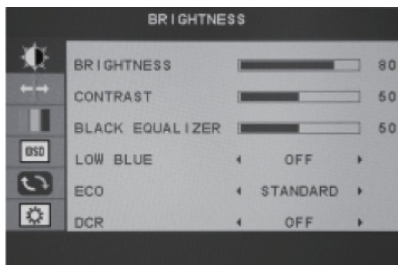 BRIGHTNESS
BRIGHTNESS 80
CONTRAST 50
BLACK EQUALIZER 50
OSD
LOW BLUE OFF
ECO STANDARD
DCR OFF